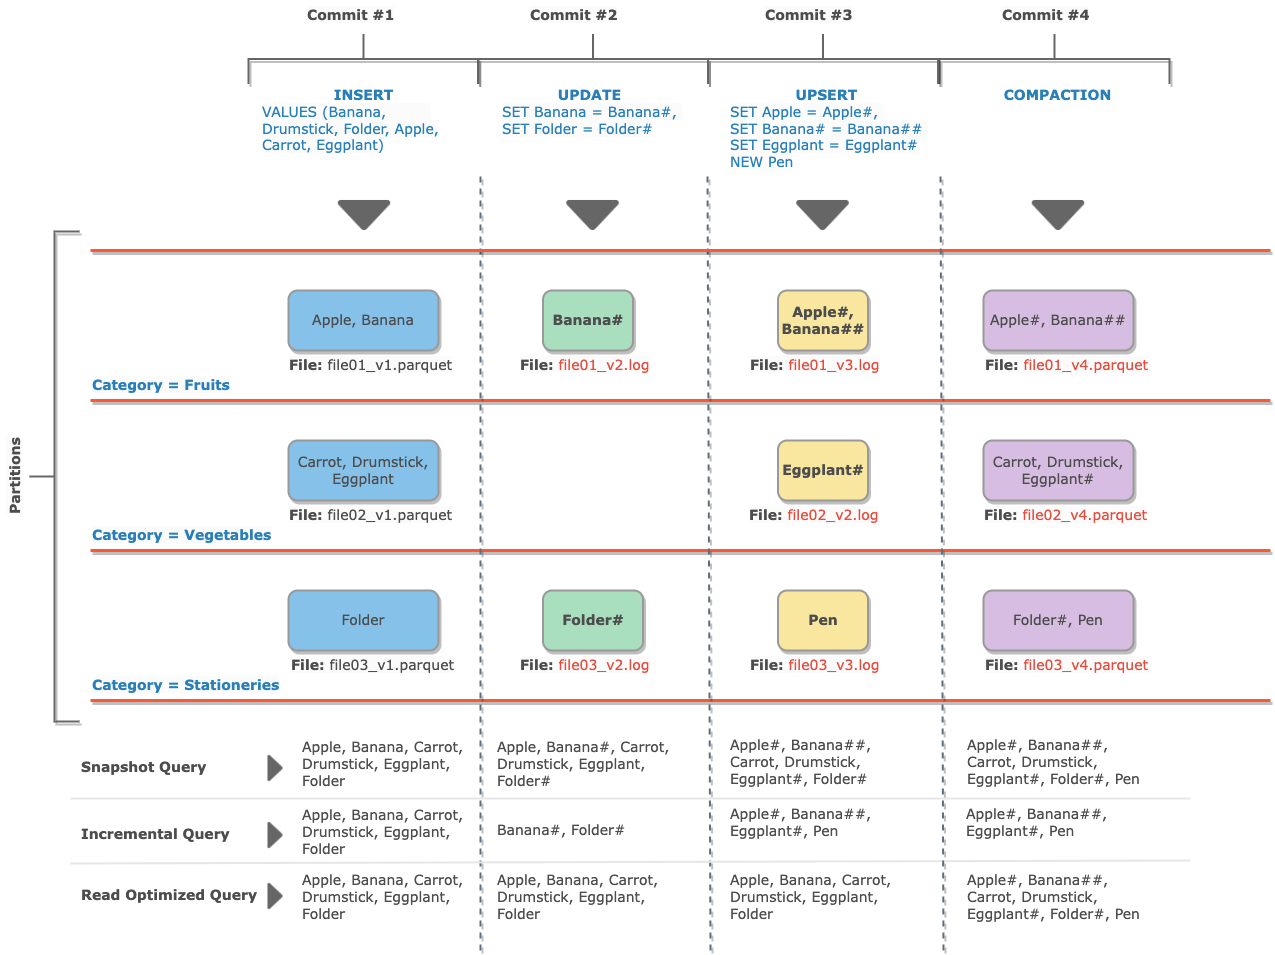 Commit #1
Commit #2
Commit #3
Commit #4
INSERT
VALUES (Banana,
Drumstick, Folder, Apple,
Carrot, Eggplant)
UPDATE
SET Banana = Banana#,
SET Folder = Folder#
UPSERT
SET Apple = Apple#,
SET Banana# = Banana##
SET Eggplant = Eggplant#
NEW Pen
COMPACTION
Partitions
Apple, Banana
File: file01_v1.parquet
Banana#
File: file01_v2.log
Apple#,
Banana##
File: file01_v3.log
Apple#, Banana##
File: file01_v4.parquet
Category = Fruits
Carrot, Drumstick,
Eggplant
File: file02_v1.parquet
Eggplant#
File: file02_v2.log
Carrot, Drumstick,
Eggplant#
File: file02_v4.parquet
Category = Vegetables
Folder
File: file03_v1.parquet
Folder#
File: file03_v2.log
Pen
File: file03_v3.log
Folder#, Pen
File: file03_v4.parquet
Category = Stationeries
Snapshot Query
Apple, Banana, Carrot,
Drumstick, Eggplant,
Folder
Apple, Banana#, Carrot,
Drumstick, Eggplant,
Folder#
Apple#, Banana##,
Carrot, Drumstick,
Eggplant#, Folder#
Apple#, Banana##,
Carrot, Drumstick,
Eggplant#, Folder#, Pen
Incremental Query
Apple, Banana, Carrot,
Drumstick, Eggplant,
Folder
Banana#, Folder#
Apple#, Banana##,
Eggplant#, Pen
Apple#, Banana##,
Eggplant#, Pen
Read Optimized Query
Apple, Banana, Carrot,
Drumstick, Eggplant,
Folder
Apple, Banana, Carrot,
Drumstick, Eggplant,
Folder
Apple, Banana, Carrot,
Drumstick, Eggplant,
Folder
Apple#, Banana##,
Carrot, Drumstick,
Eggplant#, Folder#, Pen